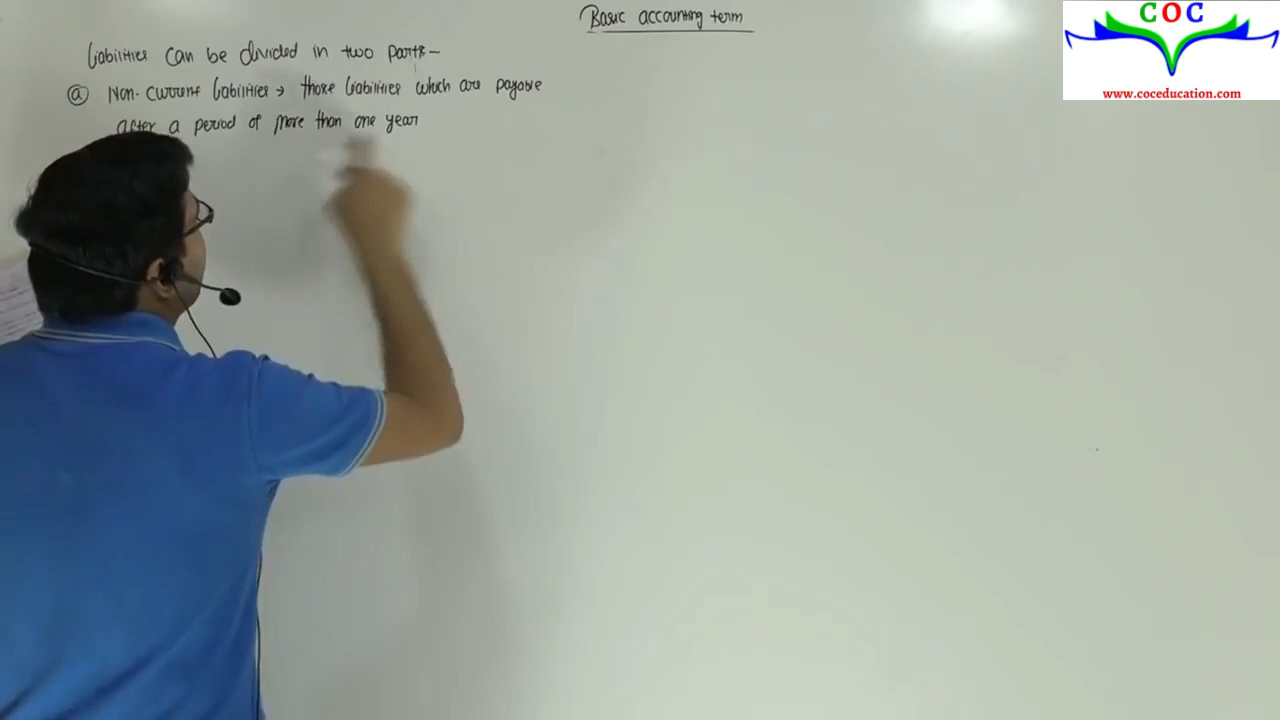 Basic accounting term
COC
www.coceducation.com
Liabilities can be divided in two parts-
ⓐ Non-current liabilities → those liabilities which are payable
after a period of more than one year